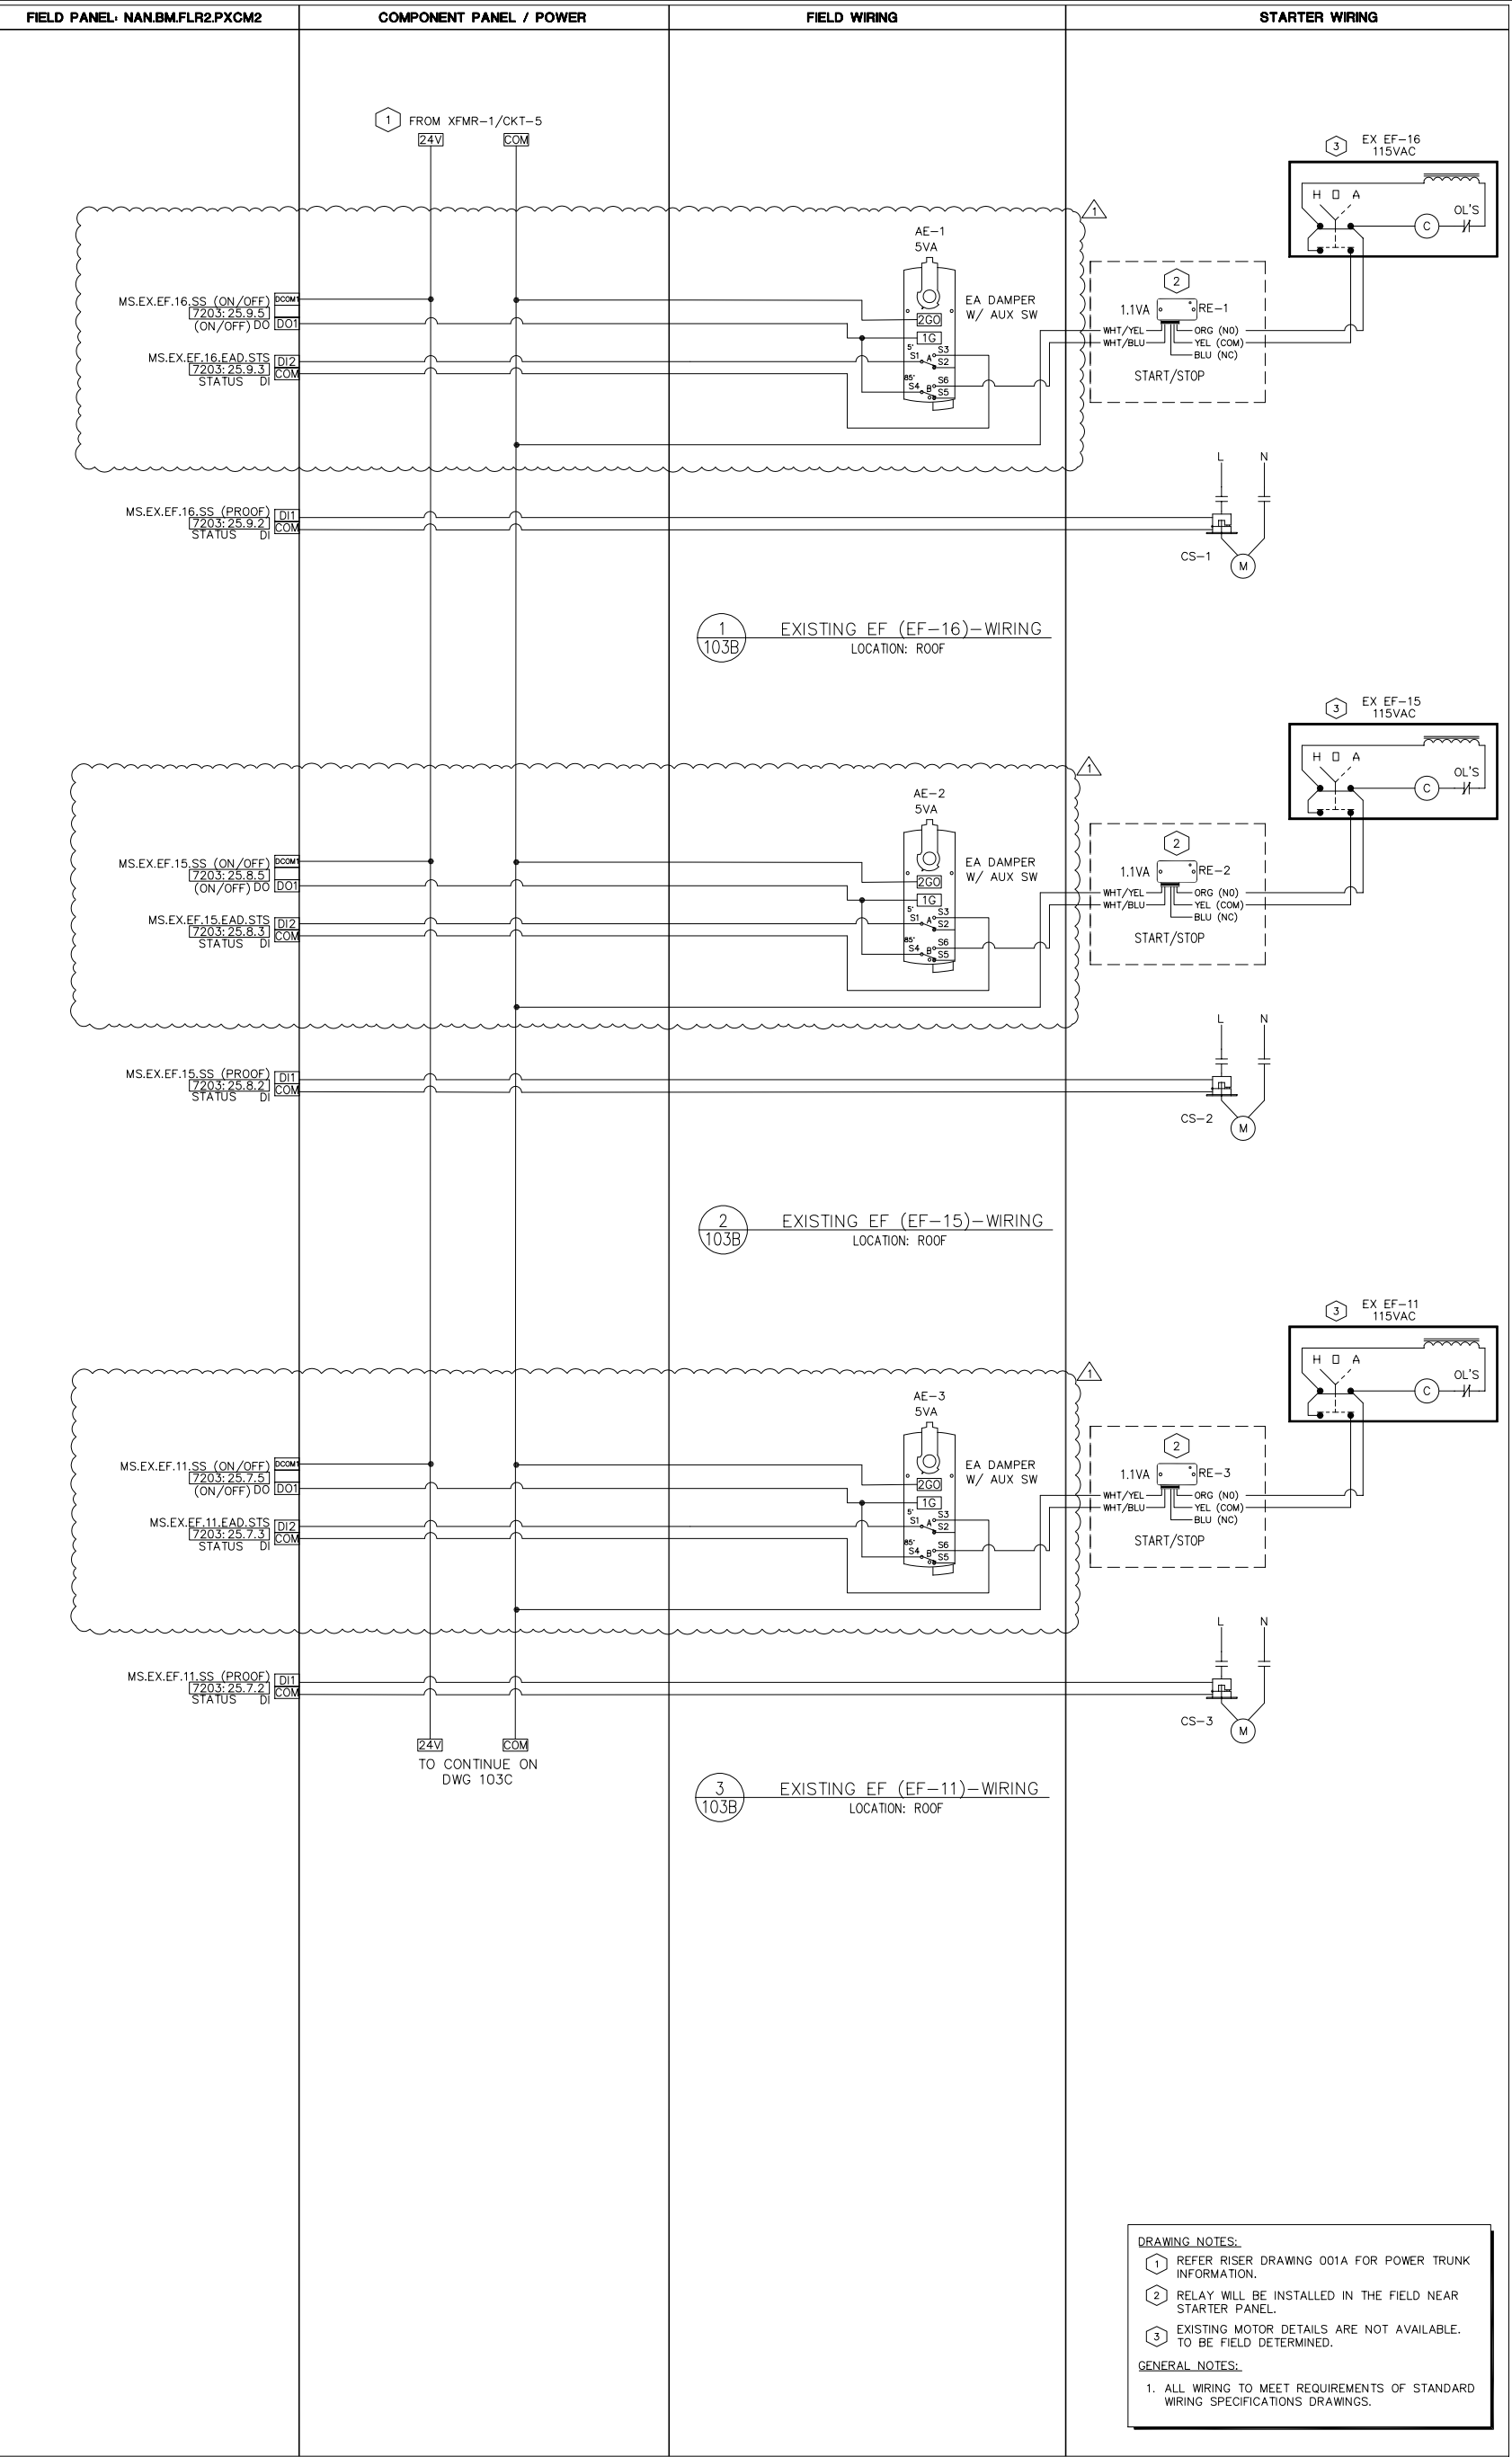 FIELD PANEL: NAN.BM.FLR2.PXCM2
COMPONENT PANEL / POWER
FIELD WIRING
STARTER WIRING
1 FROM XFMR-1/CKT-5
24V COM
3 EX EF-16
115VAC
H O A
OL'S
C
1
AE-1
5VA
EA DAMPER
W/ AUX SW
2GO
1G
5° S3
S1 A S2
85° S6
S4 B S5
MS.EX.EF.16.SS (ON/OFF) DCOM1
7203: 25.9.5
(ON/OFF) DO DO1
MS.EX.EF.16.EAD.STS DI2
7203: 25.9.3 COM
STATUS DI
2
1.1VA RE-1
WHT/YEL ORG (NO)
WHT/BLU YEL (COM)
BLU (NC)
START/STOP
L N
MS.EX.EF.16.SS (PROOF) DI1
7203: 25.9.2 COM
STATUS DI
CS-1
M
1
103B
EXISTING EF (EF-16)-WIRING
LOCATION: ROOF
3 EX EF-15
115VAC
H O A
OL'S
C
1
AE-2
5VA
EA DAMPER
W/ AUX SW
2GO
1G
5° S3
S1 A S2
85° S6
S4 B S5
MS.EX.EF.15.SS (ON/OFF) DCOM1
7203: 25.8.5
(ON/OFF) DO DO1
MS.EX.EF.15.EAD.STS DI2
7203: 25.8.3 COM
STATUS DI
2
1.1VA RE-2
WHT/YEL ORG (NO)
WHT/BLU YEL (COM)
BLU (NC)
START/STOP
L N
MS.EX.EF.15.SS (PROOF) DI1
7203: 25.8.2 COM
STATUS DI
CS-2
M
2
103B
EXISTING EF (EF-15)-WIRING
LOCATION: ROOF
3 EX EF-11
115VAC
H O A
OL'S
C
1
AE-3
5VA
EA DAMPER
W/ AUX SW
2GO
1G
5° S3
S1 A S2
85° S6
S4 B S5
MS.EX.EF.11.SS (ON/OFF) DCOM1
7203: 25.7.5
(ON/OFF) DO DO1
MS.EX.EF.11.EAD.STS DI2
7203: 25.7.3 COM
STATUS DI
2
1.1VA RE-3
WHT/YEL ORG (NO)
WHT/BLU YEL (COM)
BLU (NC)
START/STOP
L N
MS.EX.EF.11.SS (PROOF) DI1
7203: 25.7.2 COM
STATUS DI
CS-3
M
24V COM
TO CONTINUE ON
DWG 103C
3
103B
EXISTING EF (EF-11)-WIRING
LOCATION: ROOF
DRAWING NOTES:
1 REFER RISER DRAWING 001A FOR POWER TRUNK
INFORMATION.
2 RELAY WILL BE INSTALLED IN THE FIELD NEAR
STARTER PANEL.
3 EXISTING MOTOR DETAILS ARE NOT AVAILABLE.
TO BE FIELD DETERMINED.
GENERAL NOTES:
1. ALL WIRING TO MEET REQUIREMENTS OF STANDARD
WIRING SPECIFICATIONS DRAWINGS.